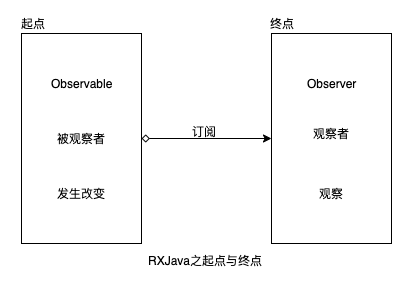 起点
终点
Observable
Observer
被观察者
订阅
观察者
发生改变
观察
RXJava之起点与终点